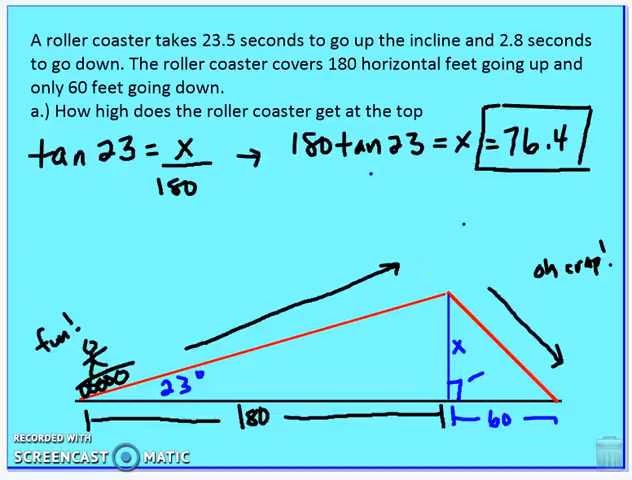 A roller coaster takes 23.5 seconds to go up the incline and 2.8 seconds
to go down. The roller coaster covers 180 horizontal feet going up and
only 60 feet going down.
a.) How high does the roller coaster get at the top
tan 23 = x/180 → 180 tan 23 = x = 76.4
oh crap!
fun!
x
23°
180
60
RECORDED WITH
SCREENCAST MATIC